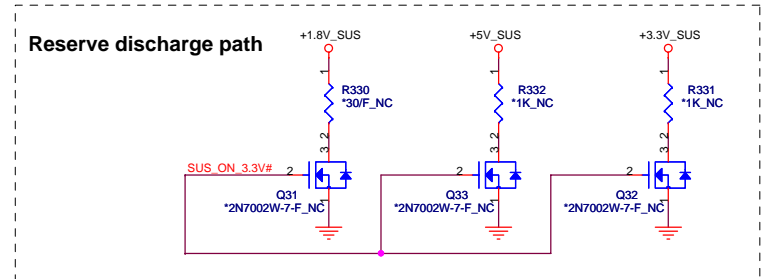 Reserve discharge path
+1.8V_SUS
+5V_SUS
+3.3V_SUS
1
1
1
R330
*30/F_NC
R332
*1K_NC
R331
*1K_NC
2
2
2
3
3
3
SUS_ON_3.3V#
2
2
2
1
1
1
Q31
*2N7002W-7-F_NC
Q33
*2N7002W-7-F_NC
Q32
*2N7002W-7-F_NC